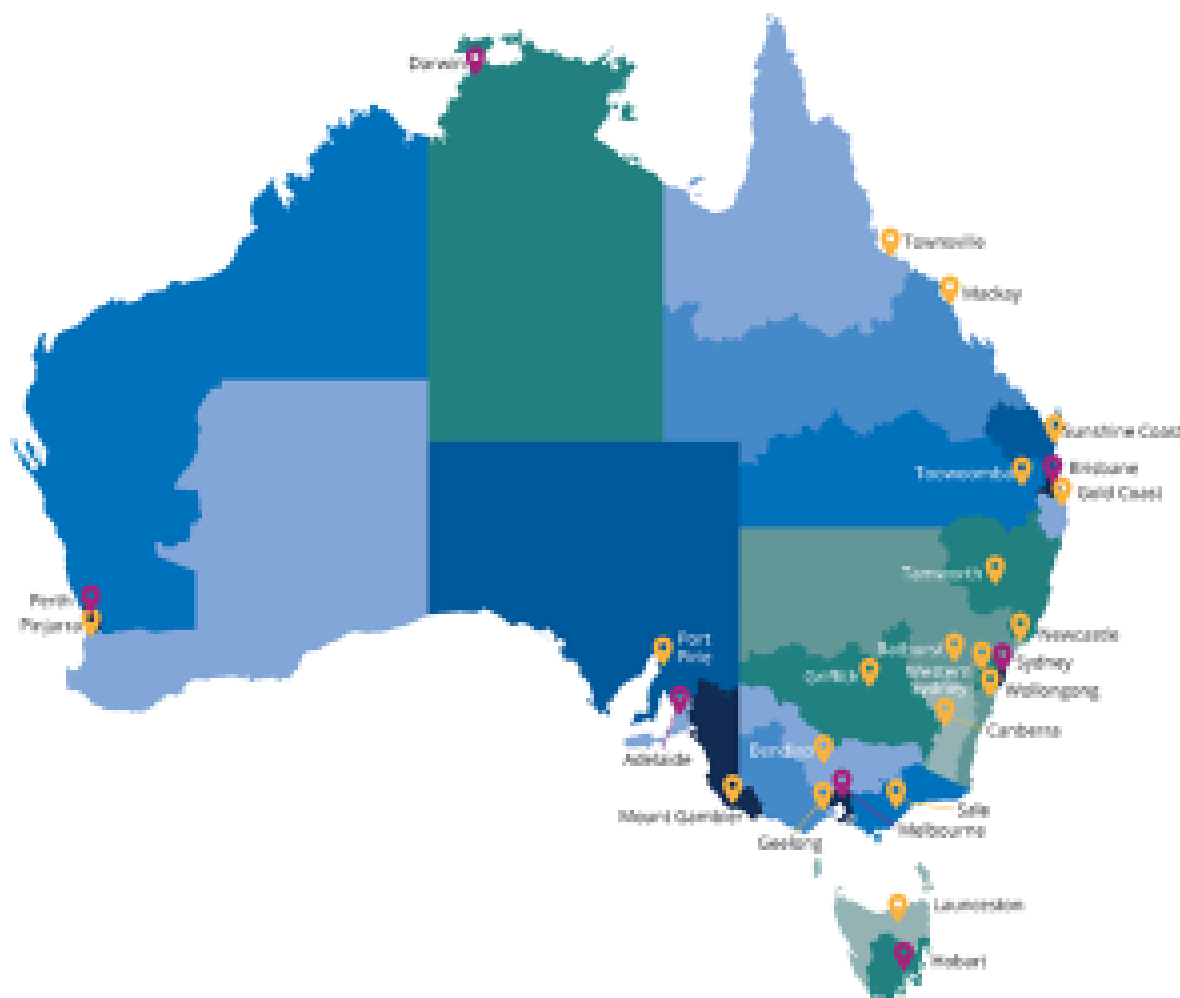 Darwin
Townsville
Mackay
Sunshine Coast
Toowoomba
Brisbane
Gold Coast
Tamworth
Perth
Pinjarra
Port
Pirie
Newcastle
Bathurst
Sydney
Griffith
Western
Sydney
Wollongong
Canberra
Bendigo
Adelaide
Mount Gambier
Sale
Melbourne
Geelong
Launceston
Hobart